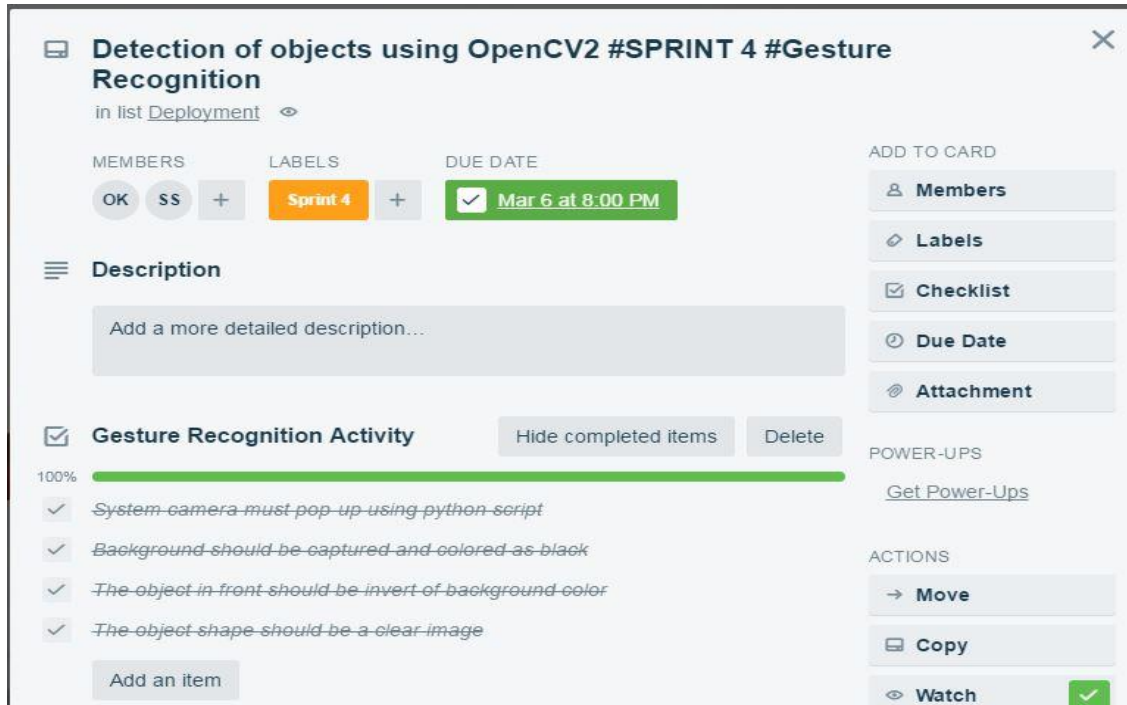 Detection of objects using OpenCV2 #SPRINT 4 #Gesture
Recognition
in list Deployment
MEMBERS
LABELS
DUE DATE
OK SS +
Sprint 4 +
Mar 6 at 8:00 PM
Description
Add a more detailed description…
Gesture Recognition Activity
Hide completed items
Delete
100%
System camera must pop up using python script
Background should be captured and colored as black
The object in front should be invert of background color
The object shape should be a clear image
Add an item
ADD TO CARD
Members
Labels
Checklist
Due Date
Attachment
POWER-UPS
Get Power-Ups
ACTIONS
Move
Copy
Watch